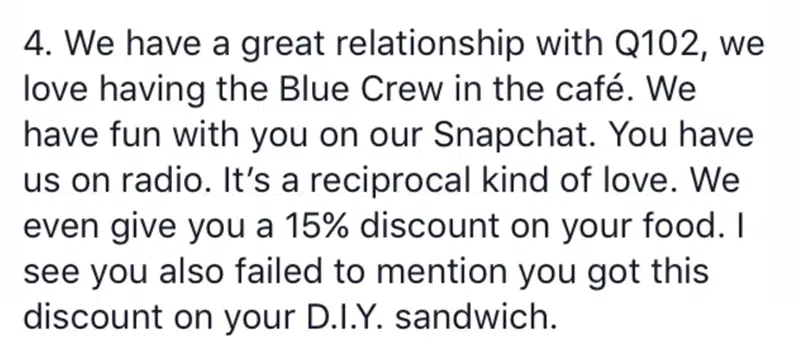 4. We have a great relationship with Q102, we
love having the Blue Crew in the café. We
have fun with you on our Snapchat. You have
us on radio. It’s a reciprocal kind of love. We
even give you a 15% discount on your food. I
see you also failed to mention you got this
discount on your D.I.Y. sandwich.